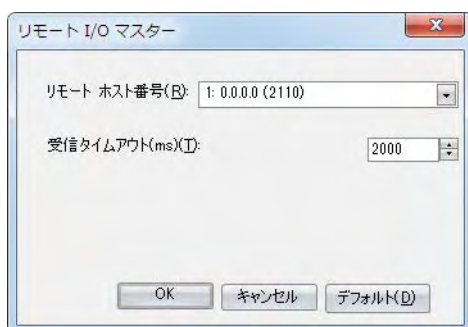 リモート I/O マスター
リモート ホスト番号(R): 1: 0.0.0.0 (2110)
受信タイムアウト(ms)(T): 2000
OK キャンセル デフォルト(D)